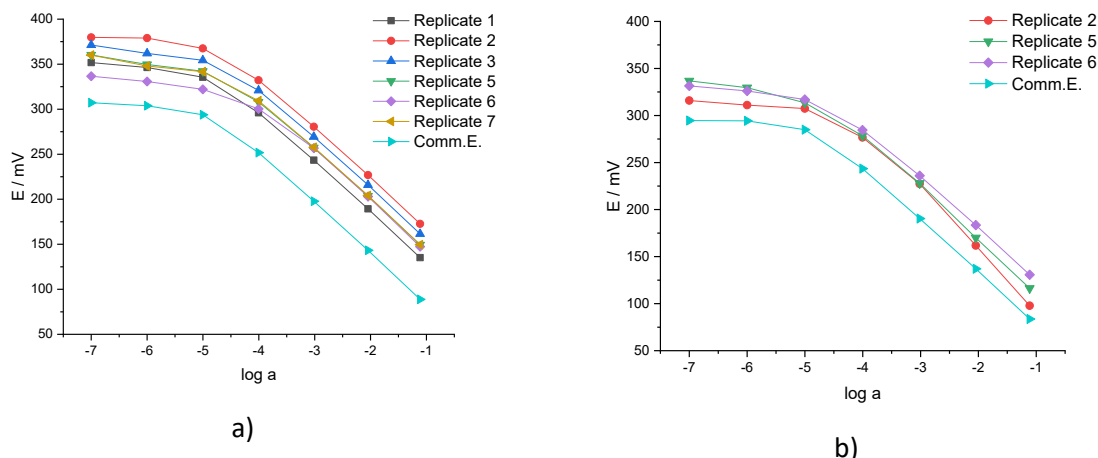 400
350
300
250
200
150
100
50
E / mV
-7 -6 -5 -4 -3 -2 -1
log a
Replicate 1
Replicate 2
Replicate 3
Replicate 5
Replicate 6
Replicate 7
Comm.E.
a)
400
350
300
250
200
150
100
50
E / mV
-7 -6 -5 -4 -3 -2 -1
log a
Replicate 2
Replicate 5
Replicate 6
Comm.E.
b)